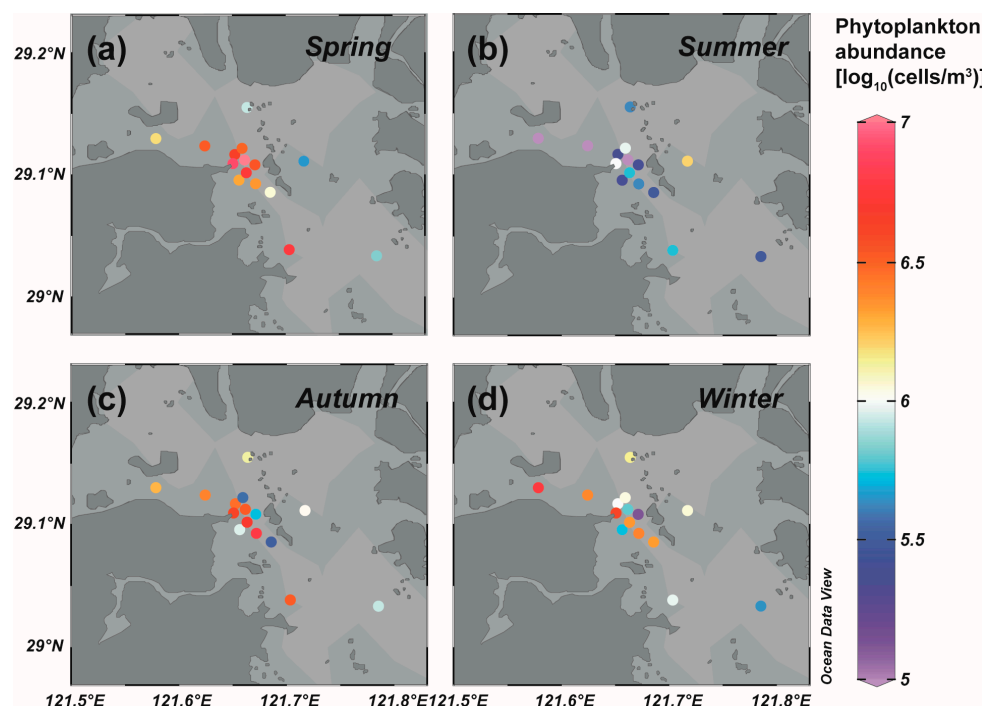 (a) Spring
(b) Summer
Phytoplankton
abundance
[log10(cells/m3)]
29.2°N
29.1°N
29°N
7
6.5
6
5.5
5
(c) Autumn
(d) Winter
29.2°N
29.1°N
29°N
Ocean Data View
121.5°E 121.6°E 121.7°E 121.8°E
121.5°E 121.6°E 121.7°E 121.8°E